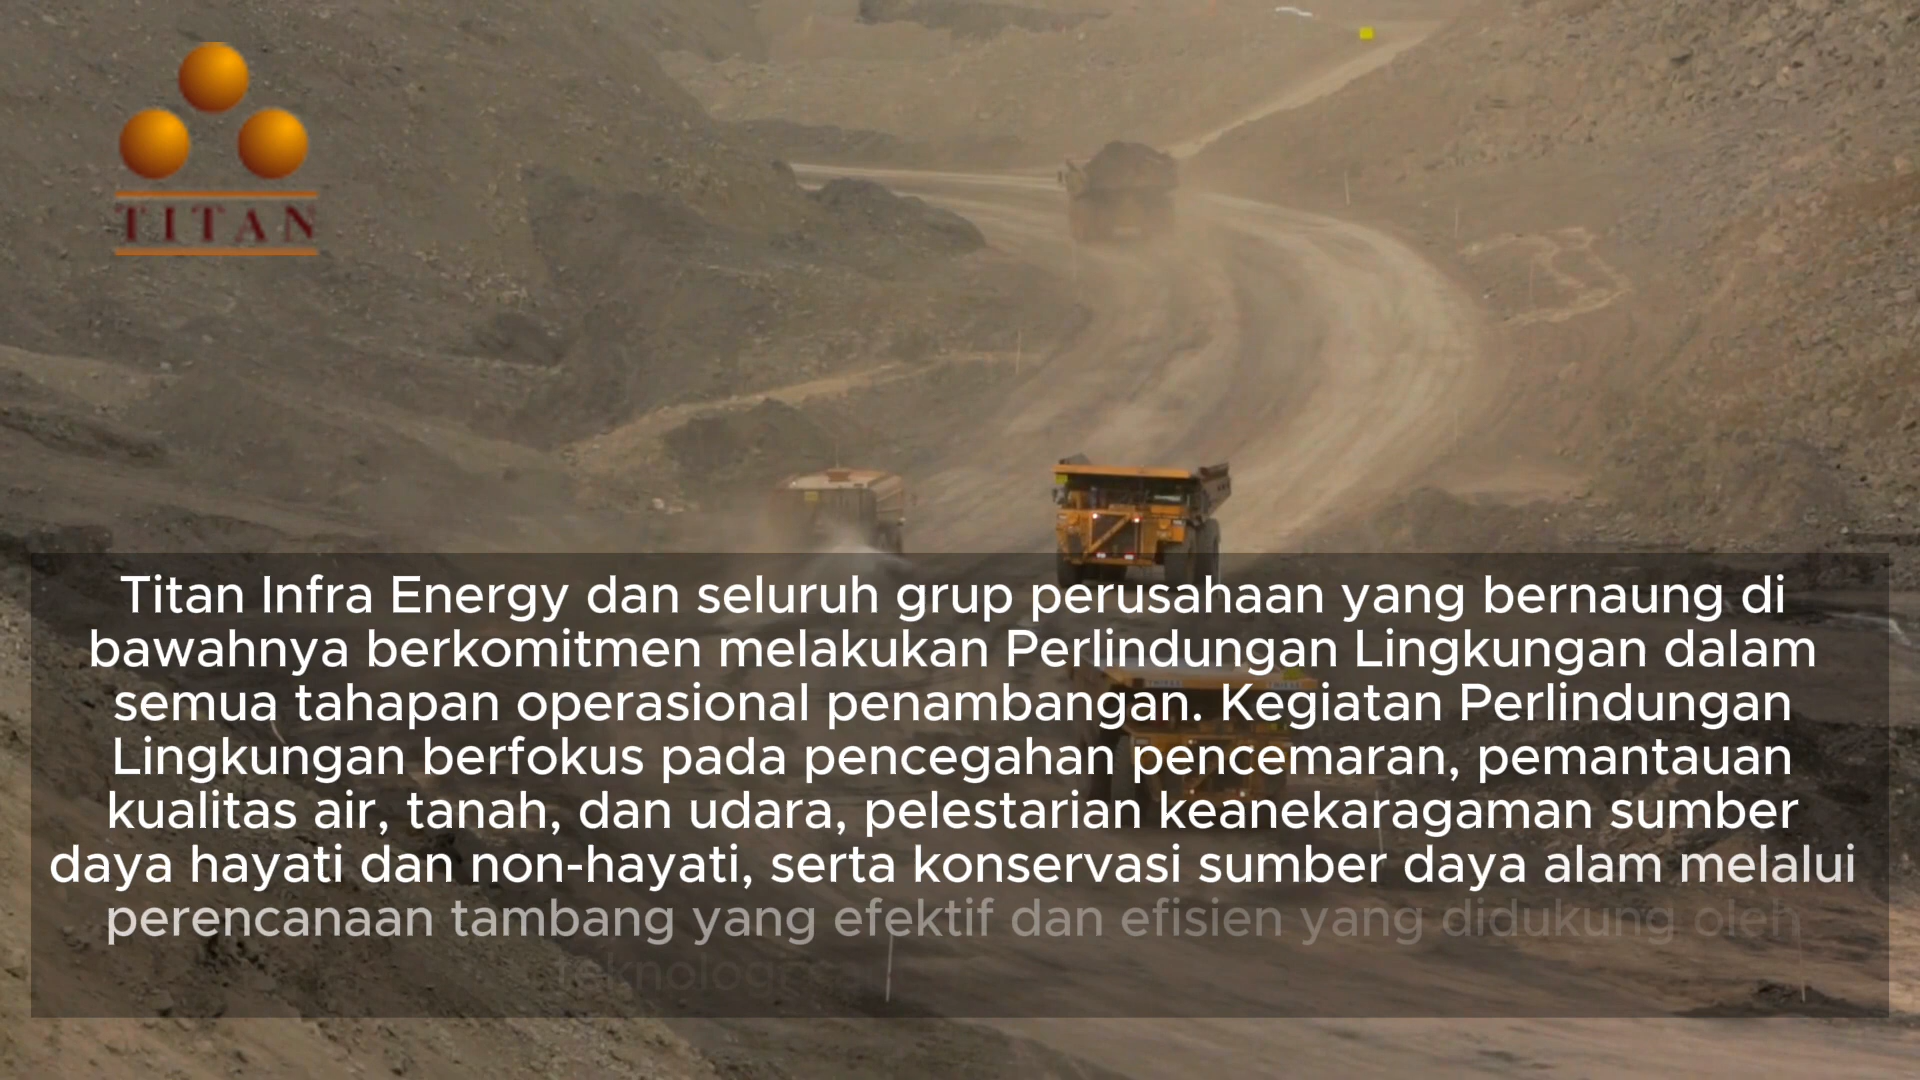 TITAN
Titan Infra Energy dan seluruh grup perusahaan yang bernaung di
bawahnya berkomitmen melakukan Perlindungan Lingkungan dalam
semua tahapan operasional penambangan. Kegiatan Perlindungan
Lingkungan berfokus pada pencegahan pencemaran, pemantauan
kualitas air, tanah, dan udara, pelestarian keanekaragaman sumber
daya hayati dan non-hayati, serta konservasi sumber daya alam melalui
perencanaan tambang yang efektif dan efisien yang didukung oleh
teknologi